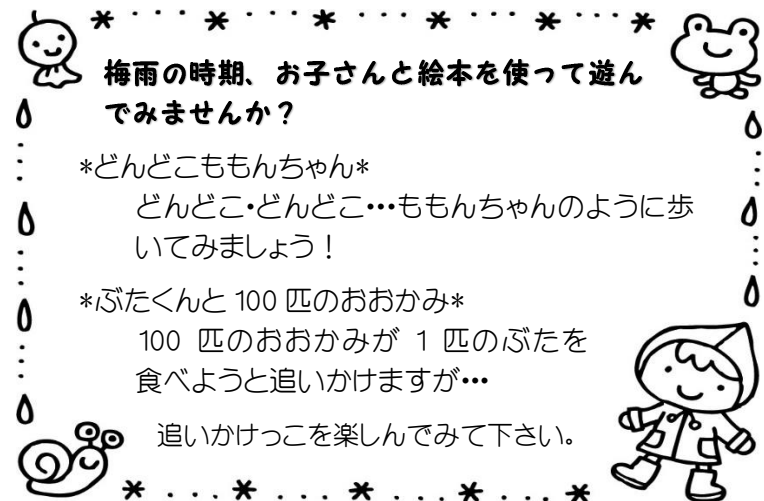 梅雨の時期、お子さんと絵本を使って遊ん
でみませんか？
*どんどこももんちゃん*
どんどこ・どんどこ・・・ももんちゃんのように歩
いてみましょう！
*ぶたくんと100匹のおおかみ*
100 匹のおおかみが 1 匹のぶたを
食べようと追いかけますが・・・
追いかけっこを楽しんでみて下さい。